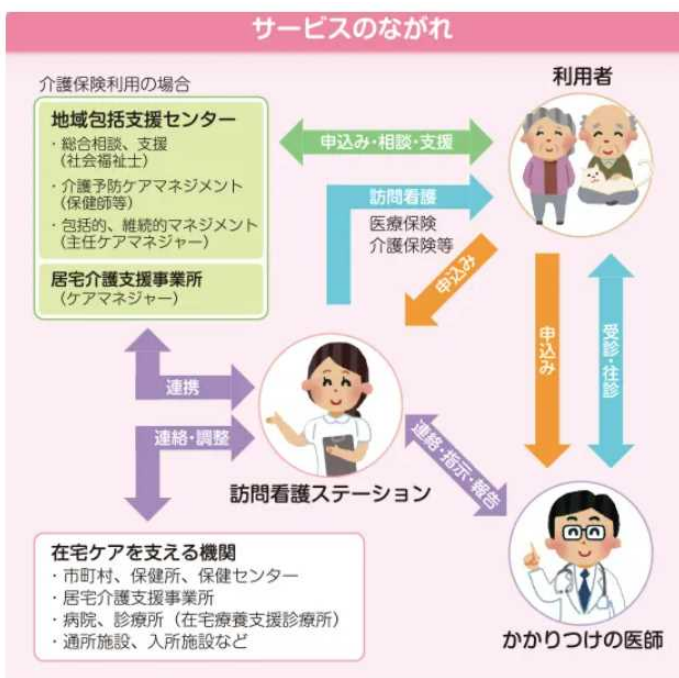 サービスのながれ
介護保険利用の場合
地域包括支援センター
・総合相談、支援
（社会福祉士）
・介護予防ケアマネジメント
（保健師等）
・包括的、継続的マネジメント
（主任ケアマネジャー）
居宅介護支援事業所
（ケアマネジャー）
利用者
申込み・相談・支援
訪問看護
医療保険
介護保険等
申込み
申込み
受診・往診
連携
連絡・調整
訪問看護ステーション
連絡・指示・報告
在宅ケアを支える機関
・市町村、保健所、保健センター
・居宅介護支援事業所
・病院、診療所（在宅療養支援診療所）
・通所施設、入所施設など
かかりつけの医師